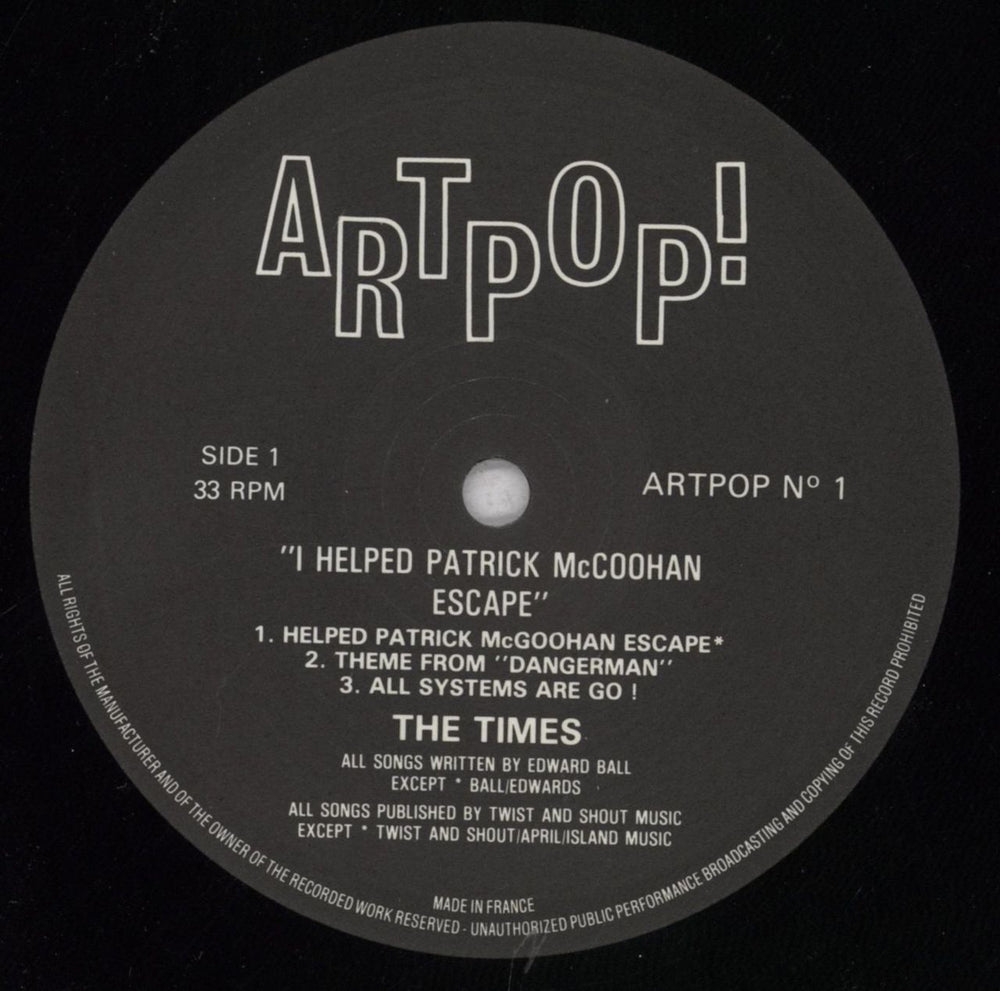 ARTPOP!
SIDE 1
33 RPM
ARTPOP Nº 1
"I HELPED PATRICK McCOOHAN
ESCAPE"
1. HELPED PATRICK McGOOHAN ESCAPE*
2. THEME FROM "DANGERMAN"
3. ALL SYSTEMS ARE GO !
THE TIMES
ALL SONGS WRITTEN BY EDWARD BALL
EXCEPT * BALL/EDWARDS
ALL SONGS PUBLISHED BY TWIST AND SHOUT MUSIC
EXCEPT * TWIST AND SHOUT/APRIL/ISLAND MUSIC
MADE IN FRANCE
ALL RIGHTS OF THE MANUFACTURER AND OF THE OWNER OF THE RECORDED WORK RESERVED - UNAUTHORIZED PUBLIC PERFORMANCE BROADCASTING AND COPYING OF THIS RECORD PROHIBITED